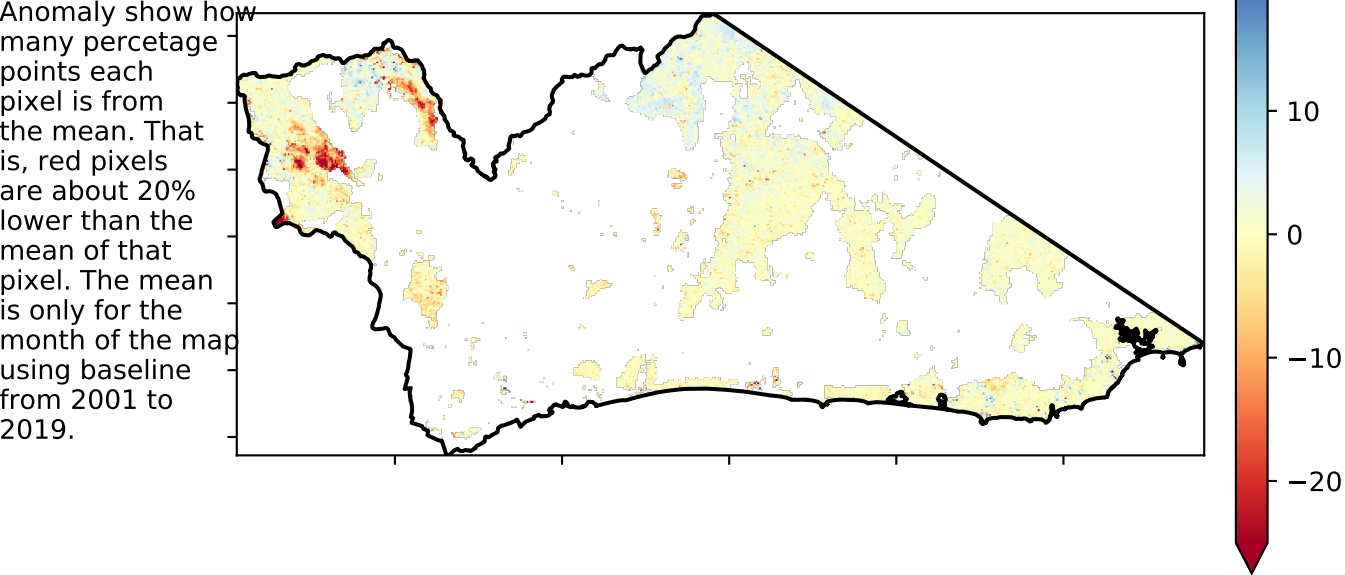 Anomaly show how
many percetage
points each
pixel is from
the mean. That
is, red pixels
are about 20%
lower than the
mean of that
pixel. The mean
is only for the
month of the map
using baseline
from 2001 to
2019.
10
0
−10
−20